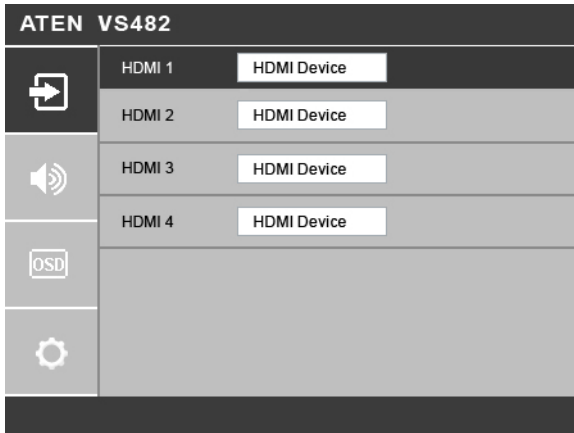 ATEN VS482
HDMI 1 HDMI Device
HDMI 2 HDMI Device
HDMI 3 HDMI Device
HDMI 4 HDMI Device
OSD